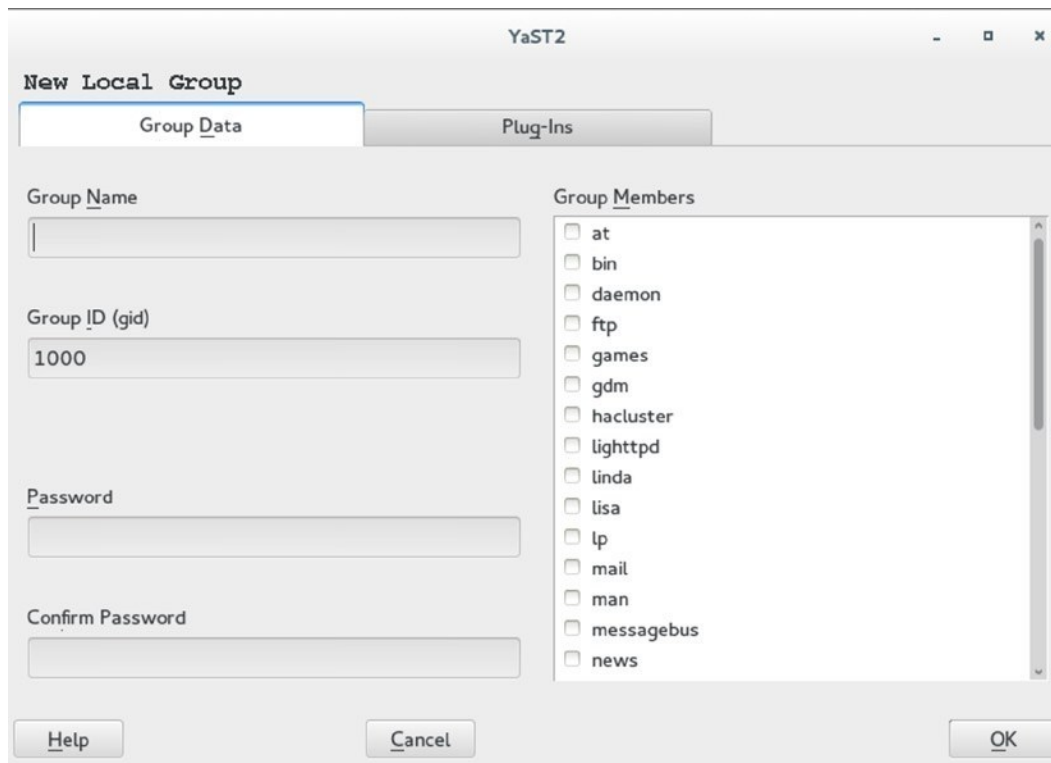 YaST2
New Local Group
Group Data
Plug-Ins
Group Name
Group ID (gid)
1000
Password
Confirm Password
Group Members
at
bin
daemon
ftp
games
gdm
hacluster
lighttpd
linda
lisa
lp
mail
man
messagebus
news
Help
Cancel
OK